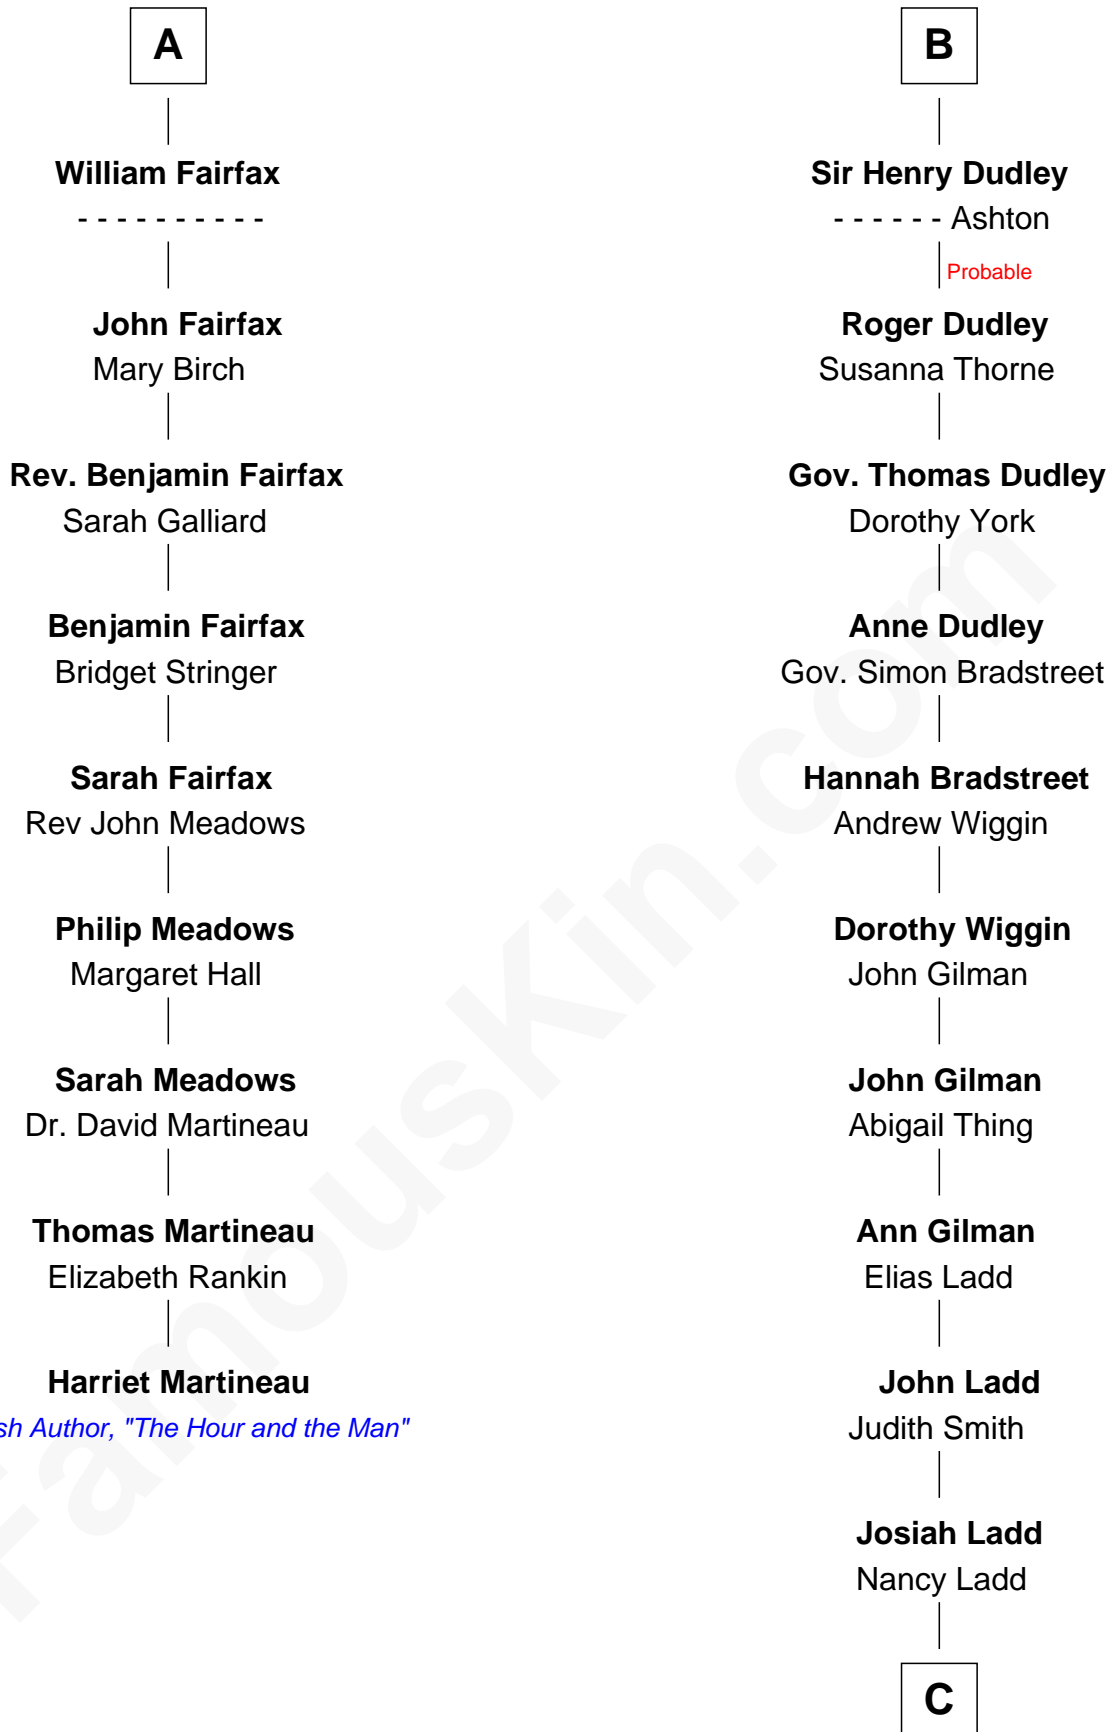 A
William Fairfax
- - - - - - - - - -
John Fairfax
Mary Birch
Rev. Benjamin Fairfax
Sarah Galliard
Benjamin Fairfax
Bridget Stringer
Sarah Fairfax
Rev John Meadows
Philip Meadows
Margaret Hall
Sarah Meadows
Dr. David Martineau
Thomas Martineau
Elizabeth Rankin
Harriet Martineau
sh Author, "The Hour and the Man"
B
Sir Henry Dudley
- - - - - - Ashton
Probable
Roger Dudley
Susanna Thorne
Gov. Thomas Dudley
Dorothy York
Anne Dudley
Gov. Simon Bradstreet
Hannah Bradstreet
Andrew Wiggin
Dorothy Wiggin
John Gilman
John Gilman
Abigail Thing
Ann Gilman
Elias Ladd
John Ladd
Judith Smith
Josiah Ladd
Nancy Ladd
C
FamousKin.com